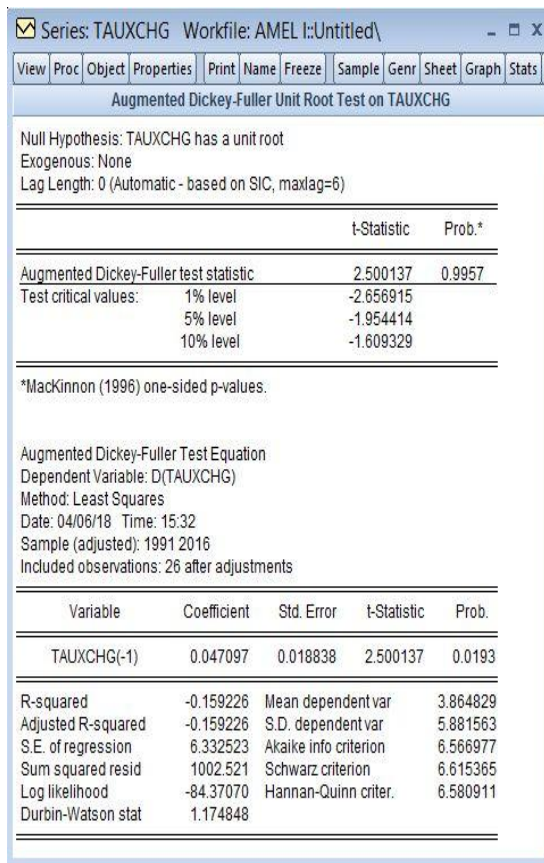 Series: TAUXCHG Workfile: AMEL I::Untitled\
View Proc Object Properties Print Name Freeze Sample Genr Sheet Graph Stats
Augmented Dickey-Fuller Unit Root Test on TAUXCHG
Null Hypothesis: TAUXCHG has a unit root
Exogenous: None
Lag Length: 0 (Automatic - based on SIC, maxlag=6)
t-Statistic Prob.*
Augmented Dickey-Fuller test statistic 2.500137 0.9957
Test critical values: 1% level -2.656915
5% level -1.954414
10% level -1.609329
*MacKinnon (1996) one-sided p-values.
Augmented Dickey-Fuller Test Equation
Dependent Variable: D(TAUXCHG)
Method: Least Squares
Date: 04/06/18 Time: 15:32
Sample (adjusted): 1991 2016
Included observations: 26 after adjustments
Variable Coefficient Std. Error t-Statistic Prob.
TAUXCHG(-1) 0.047097 0.018838 2.500137 0.0193
R-squared -0.159226 Mean dependent var 3.864829
Adjusted R-squared -0.159226 S.D. dependent var 5.881563
S.E. of regression 6.332523 Akaike info criterion 6.566977
Sum squared resid 1002.521 Schwarz criterion 6.615365
Log likelihood -84.37070 Hannan-Quinn criter. 6.580911
Durbin-Watson stat 1.174848